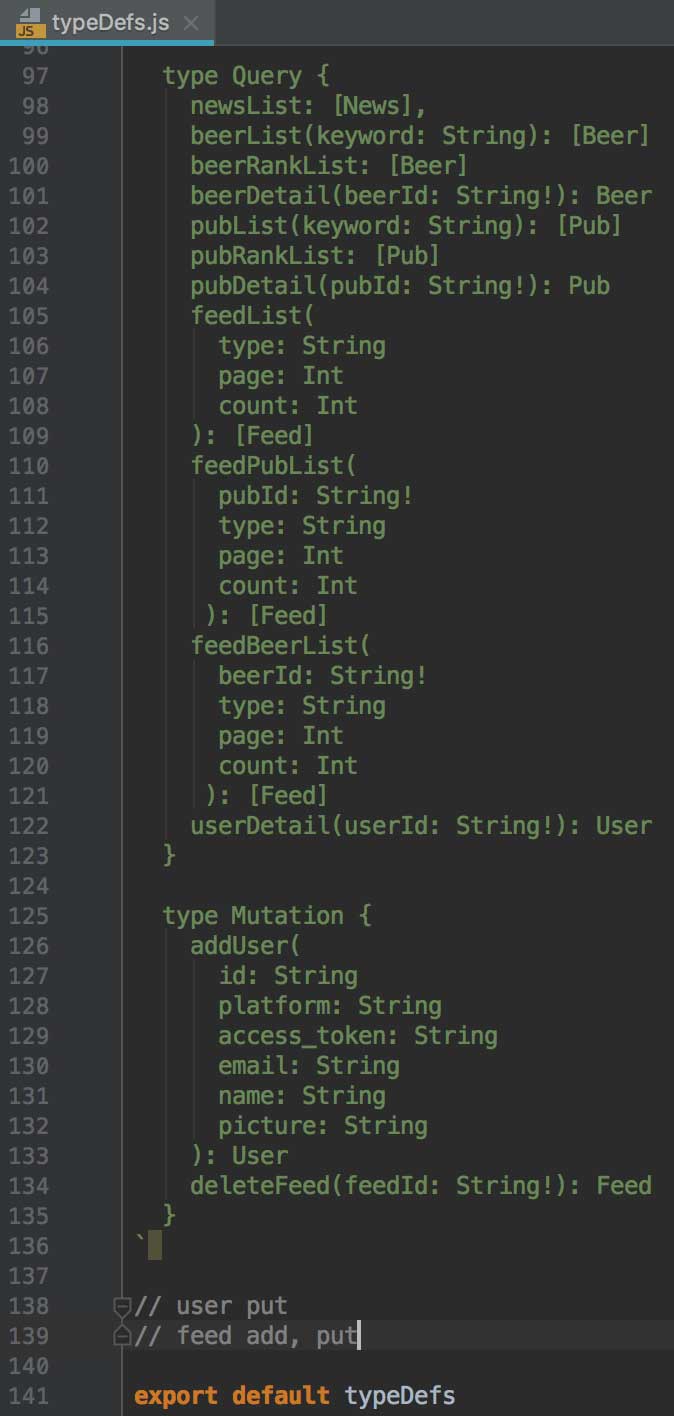 JS typeDefs.js
96
97 type Query {
98 newsList: [News],
99 beerList(keyword: String): [Beer]
100 beerRankList: [Beer]
101 beerDetail(beerId: String!): Beer
102 pubList(keyword: String): [Pub]
103 pubRankList: [Pub]
104 pubDetail(pubId: String!): Pub
105 feedList(
106 type: String
107 page: Int
108 count: Int
109 ): [Feed]
110 feedPubList(
111 pubId: String!
112 type: String
113 page: Int
114 count: Int
115 ): [Feed]
116 feedBeerList(
117 beerId: String!
118 type: String
119 page: Int
120 count: Int
121 ): [Feed]
122 userDetail(userId: String!): User
123 }
124
125 type Mutation {
126 addUser(
127 id: String
128 platform: String
129 access_token: String
130 email: String
131 name: String
132 picture: String
133 ): User
134 deleteFeed(feedId: String!): Feed
135 }
136 `
137
138 // user put
139 // feed add, put
140
141 export default typeDefs